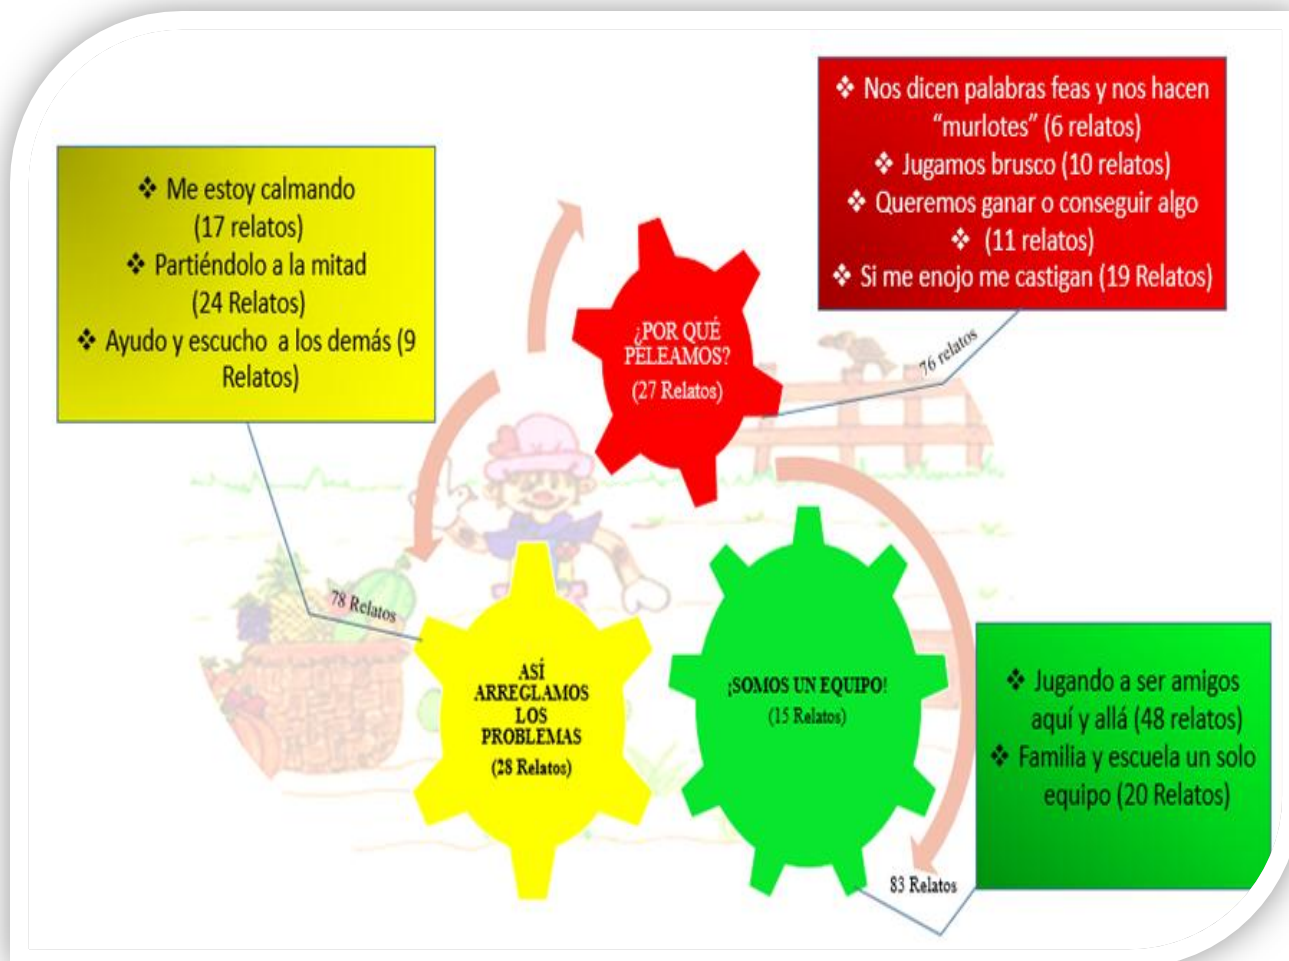 ❖ Nos dicen palabras feas y nos hacen
"murlotes" (6 relatos)
❖ Jugamos brusco (10 relatos)
❖ Queremos ganar o conseguir algo
❖ (11 relatos)
❖ Si me enojo me castigan (19 Relatos)
❖ Me estoy calmando
(17 relatos)
❖ Partiéndolo a la mitad
(24 Relatos)
❖ Ayudo y escucho a los demás (9
Relatos)
¿POR QUÉ
PELEAMOS?
(27 Relatos)
76 relatos
78 Relatos
ASÍ
ARREGLAMOS
LOS
PROBLEMAS
(28 Relatos)
¡SOMOS UN EQUIPO!
(15 Relatos)
❖ Jugando a ser amigos
aquí y allá (48 relatos)
❖ Familia y escuela un solo
equipo (20 Relatos)
83 Relatos